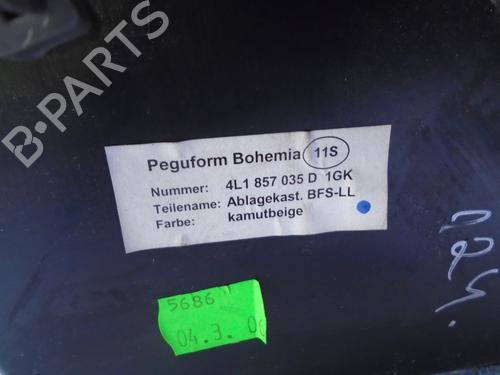 B-PARTS
Peguform Bohemia 11S
Nummer: 4L1 857 035 D 1GK
Teilename: Ablagekast. BFS-LL
Farbe: kamutbeige
5686
04.3.